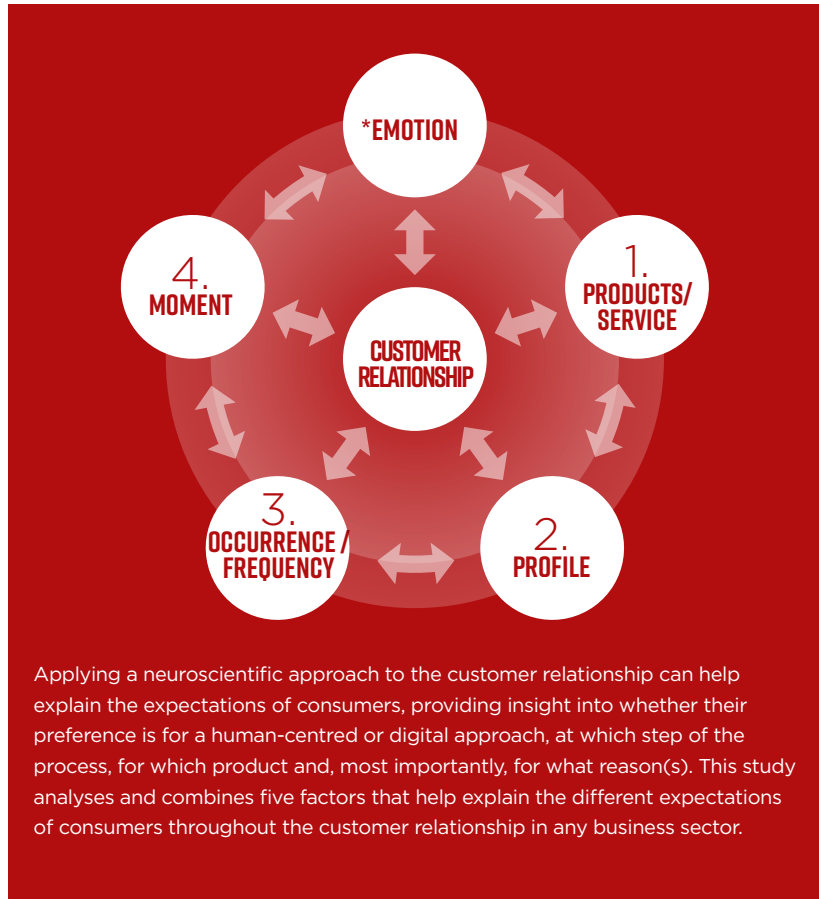 *EMOTION
1.
PRODUCTS/
SERVICE
2.
PROFILE
3.
OCCURRENCE /
FREQUENCY
4.
MOMENT
CUSTOMER
RELATIONSHIP
Applying a neuroscientific approach to the customer relationship can help
explain the expectations of consumers, providing insight into whether their
preference is for a human-centred or digital approach, at which step of the
process, for which product and, most importantly, for what reason(s). This study
analyses and combines five factors that help explain the different expectations
of consumers throughout the customer relationship in any business sector.